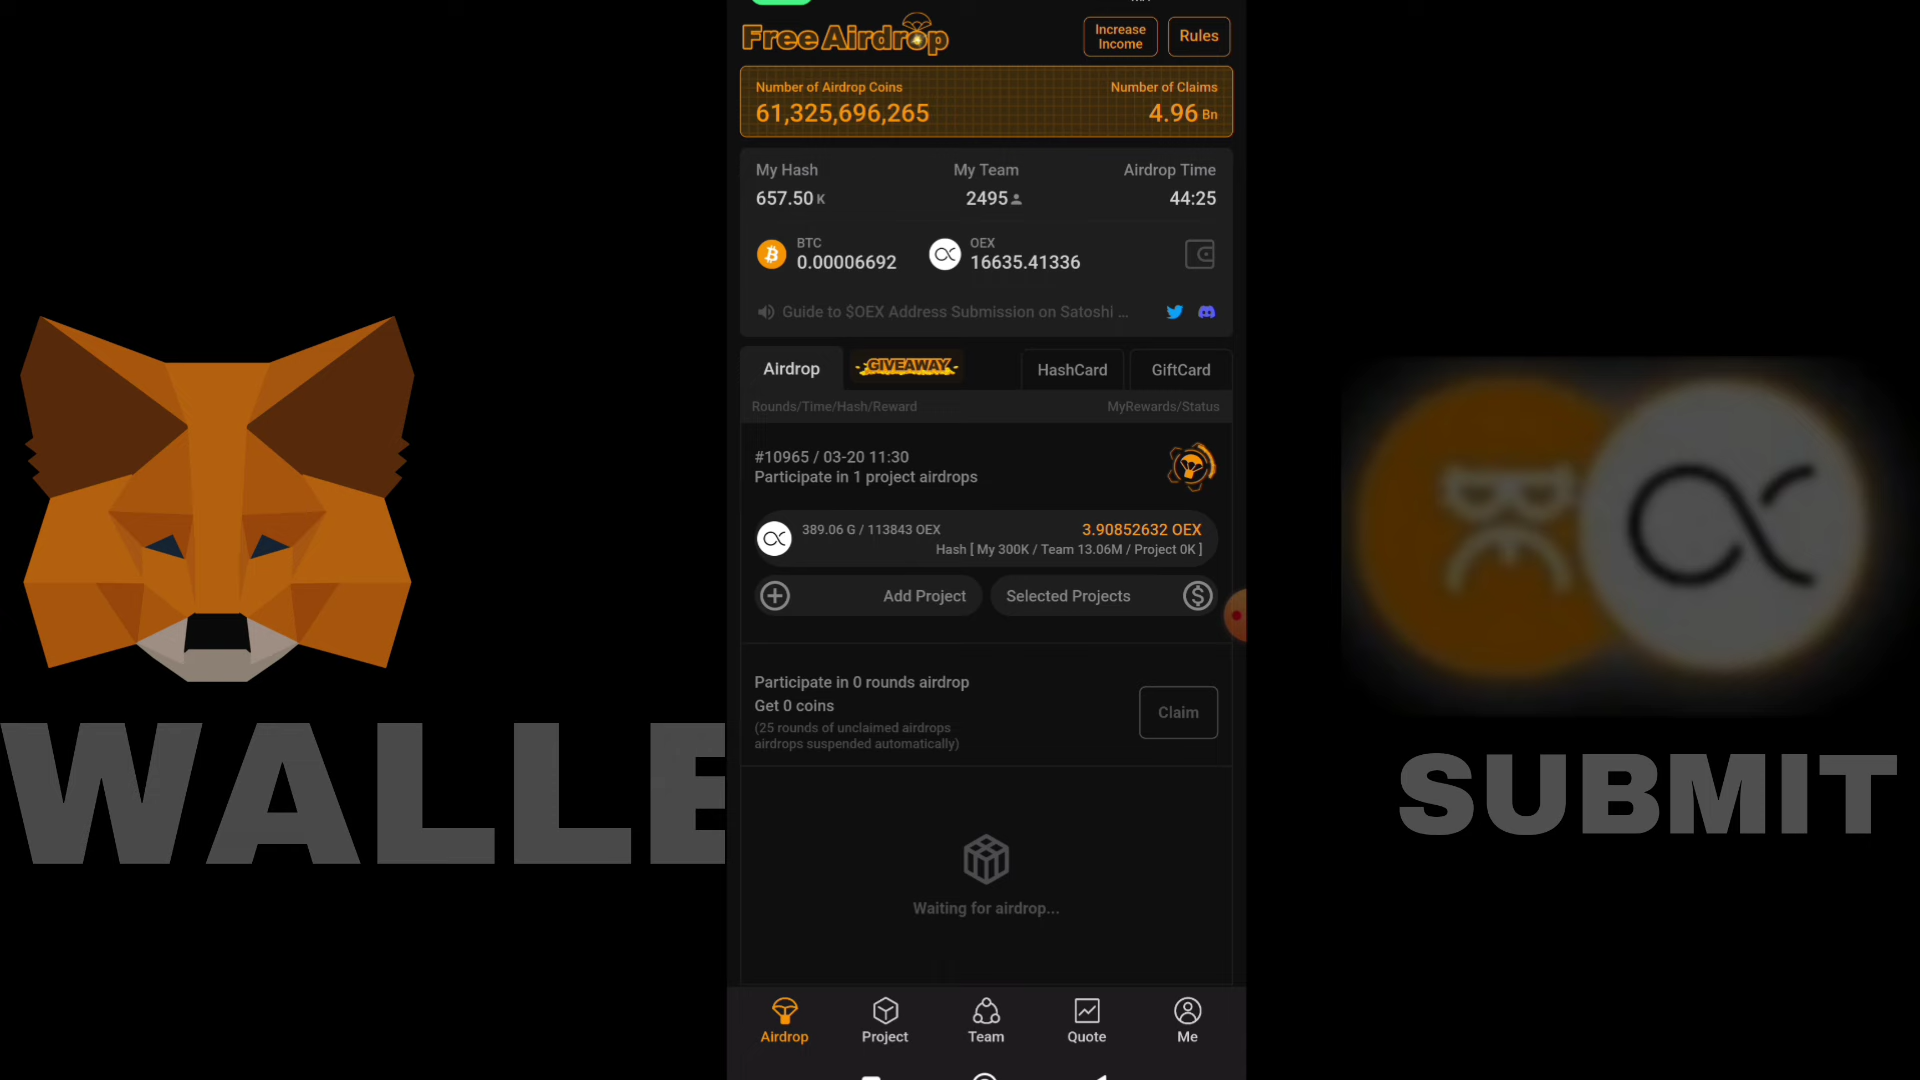 Free Airdrop
Increase
Income
Rules
Number of Airdrop Coins
Number of Claims
61,325,696,265
4.96 Bn
My Hash
My Team
Airdrop Time
657.50 K
2495
44:25
BTC
0.00006692
OEX
16635.41336
Guide to $OEX Address Submission on Satoshi ...
Airdrop
GIVEAWAY
HashCard
GiftCard
Rounds/Time/Hash/Reward
MyRewards/Status
#10965 / 03-20 11:30
Participate in 1 project airdrops
389.06 G / 113843 OEX
3.90852632 OEX
Hash [ My 300K / Team 13.06M / Project 0K ]
Add Project
Selected Projects
Participate in 0 rounds airdrop
Get 0 coins
(25 rounds of unclaimed airdrops
airdrops suspended automatically)
Claim
Waiting for airdrop...
Airdrop
Project
Team
Quote
Me
WALLE
SUBMIT